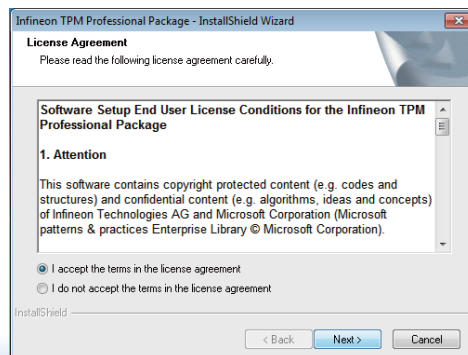 Infineon TPM Professional Package - InstallShield Wizard
License Agreement
Please read the following license agreement carefully.
Software Setup End User License Conditions for the Infineon TPM
Professional Package
1. Attention
This software contains copyright protected content (e.g. codes and
structures) and confidential content (e.g. algorithms, ideas and concepts)
of Infineon Technologies AG and Microsoft Corporation (Microsoft
patterns & practices Enterprise Library © Microsoft Corporation).
I accept the terms in the license agreement
I do not accept the terms in the license agreement
InstallShield
< Back Next > Cancel